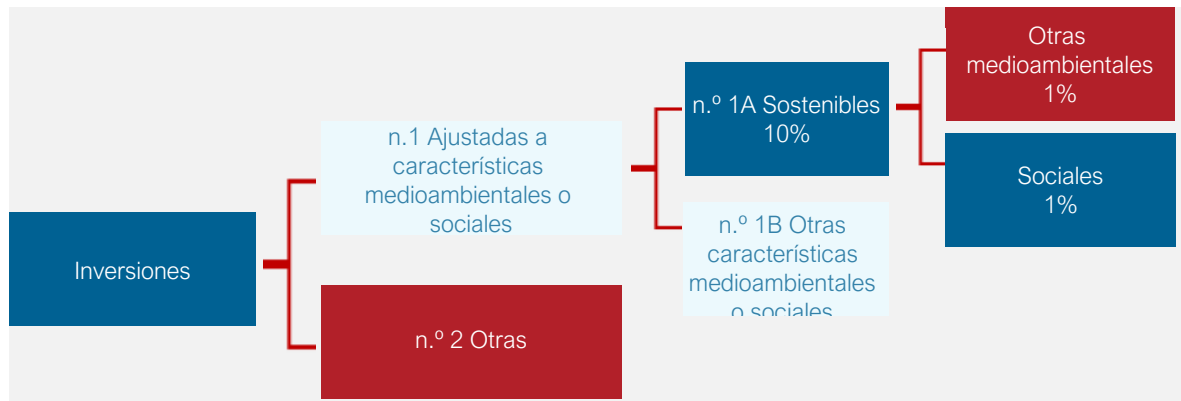 Inversiones
n.1 Ajustadas a
características
medioambientales o
sociales
n.º 2 Otras
n.º 1A Sostenibles
10%
n.º 1B Otras
características
medioambientales
o sociales
Otras
medioambientales
1%
Sociales
1%